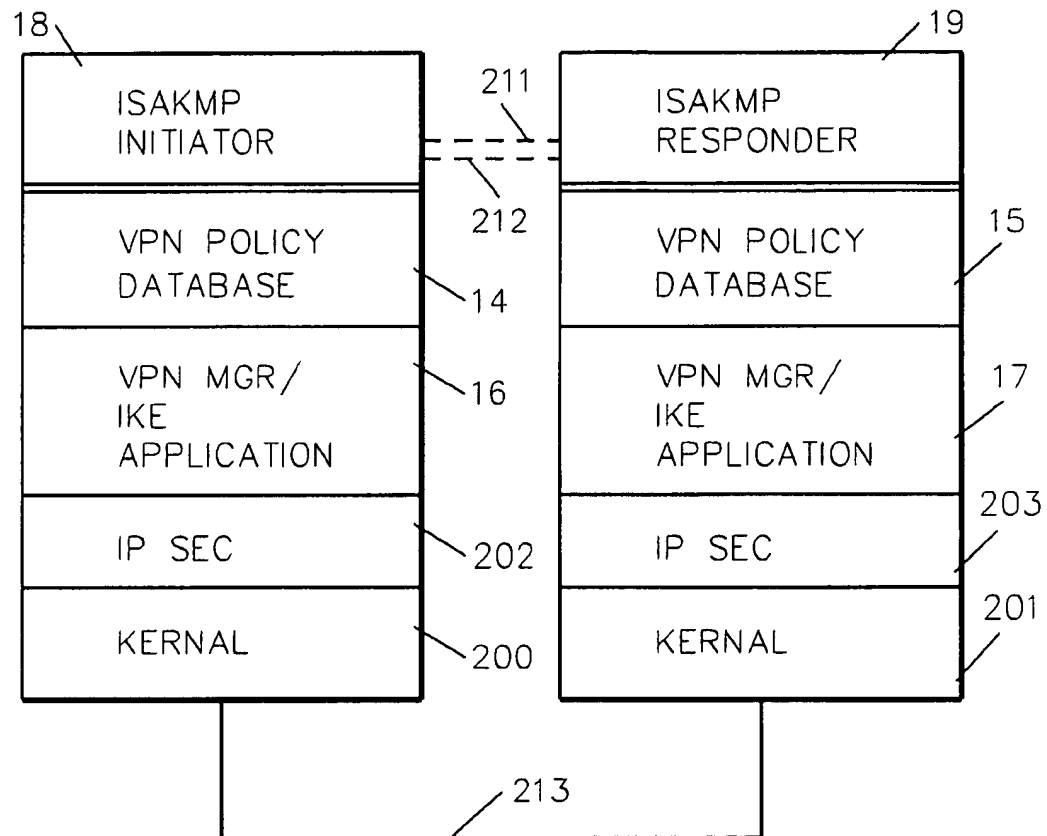 18
19
ISAKMP
INITIATOR
211
212
ISAKMP
RESPONDER
VPN POLICY
DATABASE
14
VPN POLICY
DATABASE
15
VPN MGR/
IKE
APPLICATION
16
VPN MGR/
IKE
APPLICATION
17
IP SEC
202
IP SEC
203
KERNAL
200
KERNAL
201
213